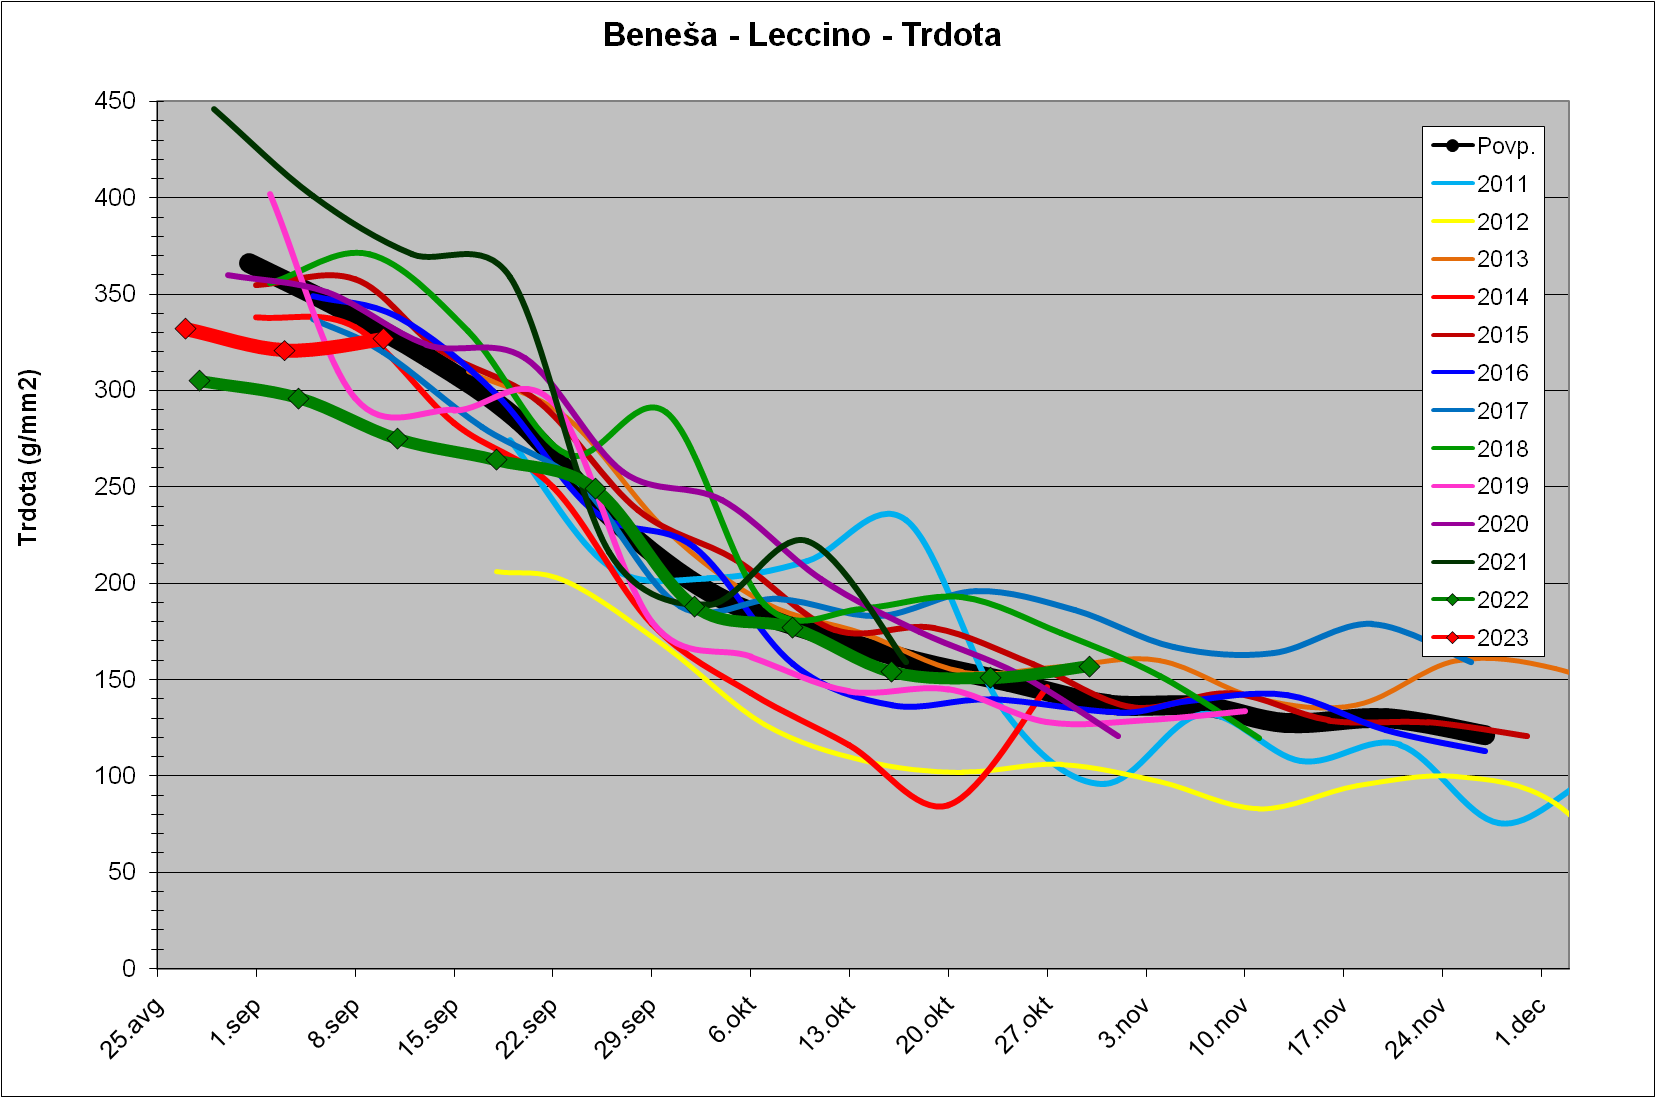 Beneša - Leccino - Trdota
Trdota (g/mm2)
450
400
350
300
250
200
150
100
50
0
25.avg
1.sep
8.sep
15.sep
22.sep
29.sep
6.okt
13.okt
20.okt
27.okt
3.nov
10.nov
17.nov
24.nov
1.dec
Povp.
2011
2012
2013
2014
2015
2016
2017
2018
2019
2020
2021
2022
2023